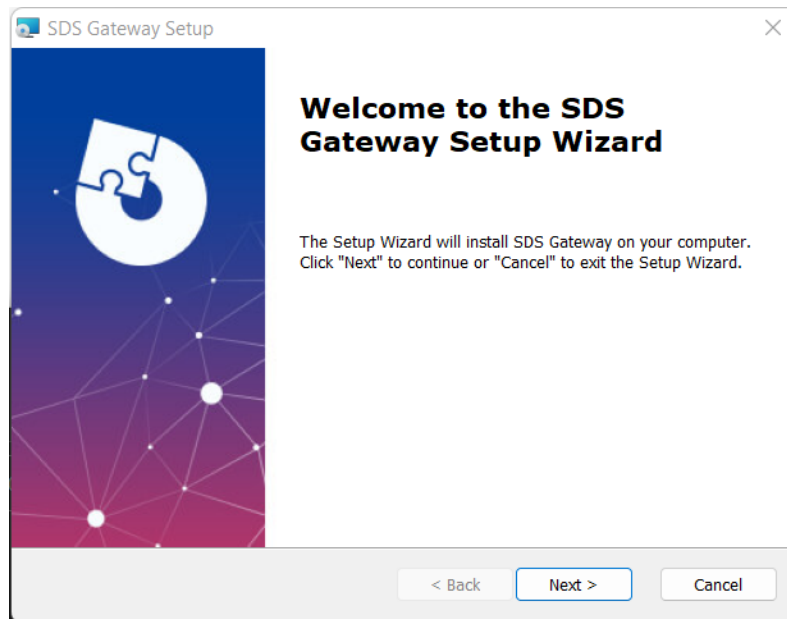 SDS Gateway Setup
Welcome to the SDS
Gateway Setup Wizard
The Setup Wizard will install SDS Gateway on your computer.
Click "Next" to continue or "Cancel" to exit the Setup Wizard.
< Back
Next >
Cancel